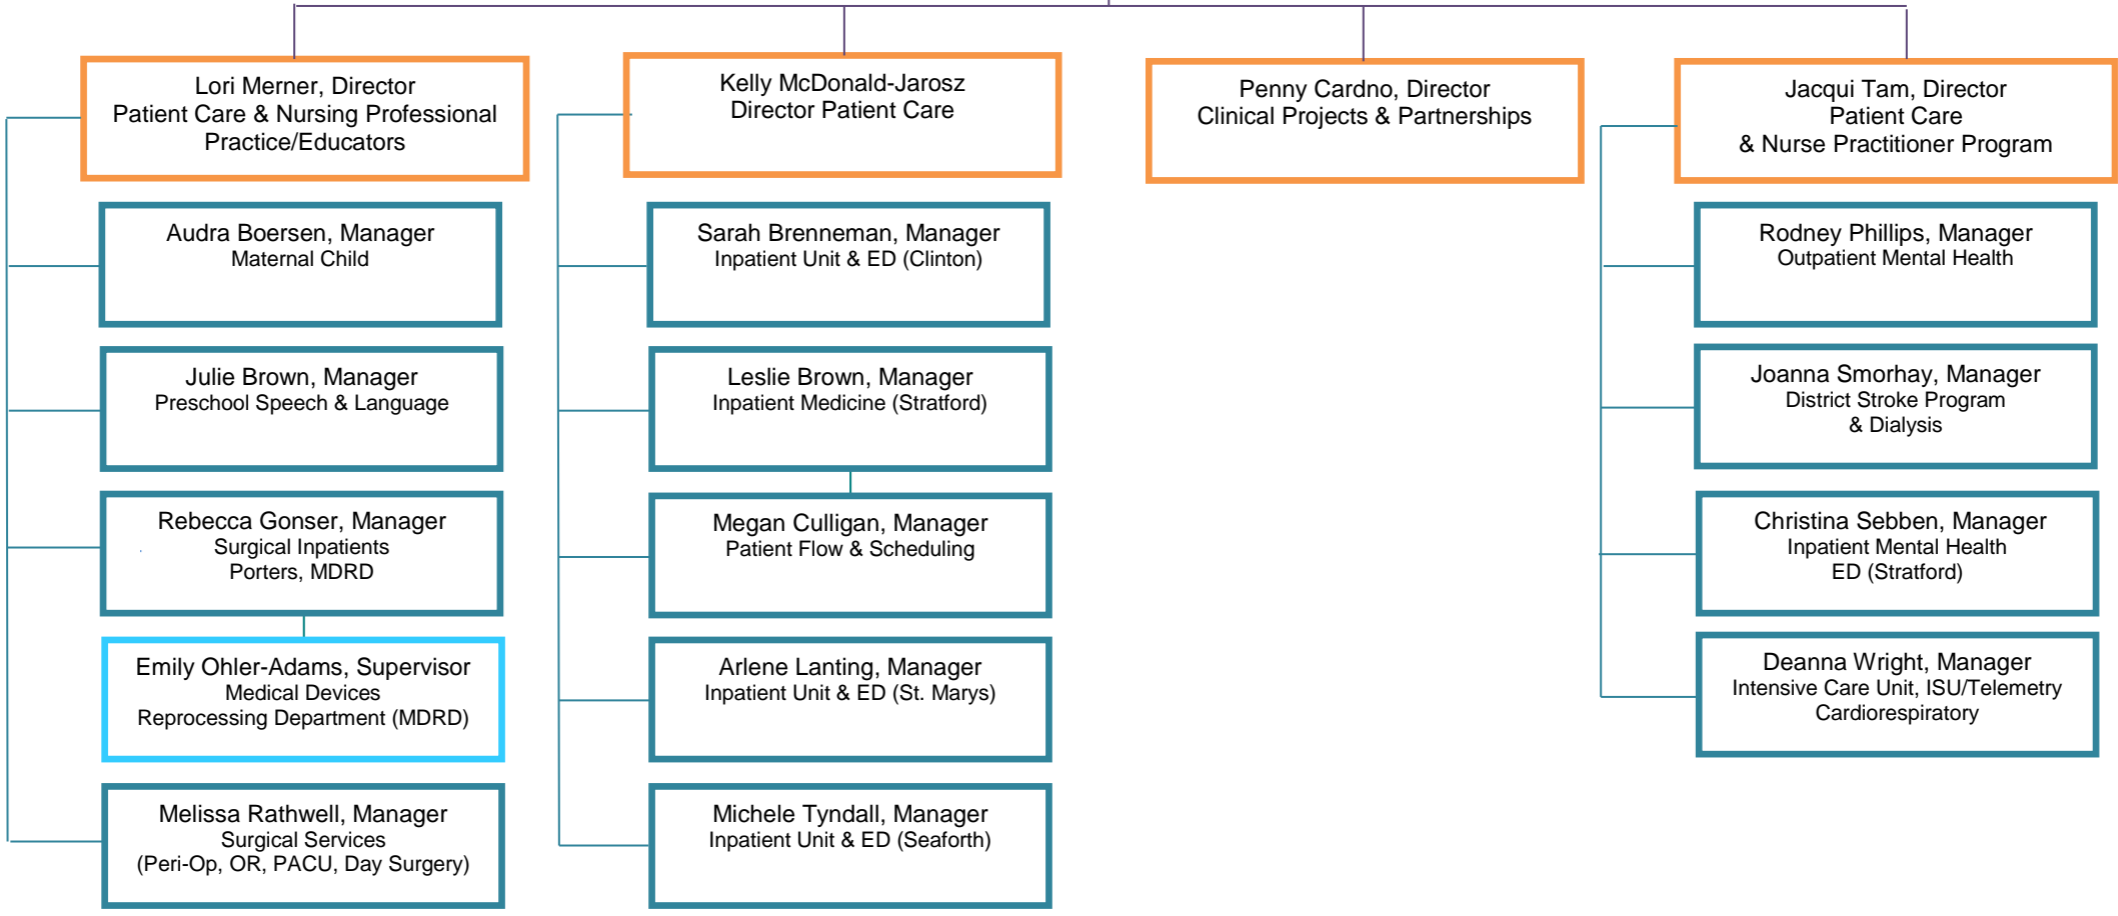 Lori Merner, Director
Patient Care & Nursing Professional
Practice/Educators
Audra Boersen, Manager
Maternal Child
Julie Brown, Manager
Preschool Speech & Language
Rebecca Gonser, Manager
Surgical Inpatients
Porters, MDRD
Emily Ohler-Adams, Supervisor
Medical Devices
Reprocessing Department (MDRD)
Melissa Rathwell, Manager
Surgical Services
(Peri-Op, OR, PACU, Day Surgery)
Kelly McDonald-Jarosz
Director Patient Care
Sarah Brenneman, Manager
Inpatient Unit & ED (Clinton)
Leslie Brown, Manager
Inpatient Medicine (Stratford)
Megan Culligan, Manager
Patient Flow & Scheduling
Arlene Lanting, Manager
Inpatient Unit & ED (St. Marys)
Michele Tyndall, Manager
Inpatient Unit & ED (Seaforth)
Penny Cardno, Director
Clinical Projects & Partnerships
Jacqui Tam, Director
Patient Care
& Nurse Practitioner Program
Rodney Phillips, Manager
Outpatient Mental Health
Joanna Smorhay, Manager
District Stroke Program
& Dialysis
Christina Sebben, Manager
Inpatient Mental Health
ED (Stratford)
Deanna Wright, Manager
Intensive Care Unit, ISU/Telemetry
Cardiorespiratory